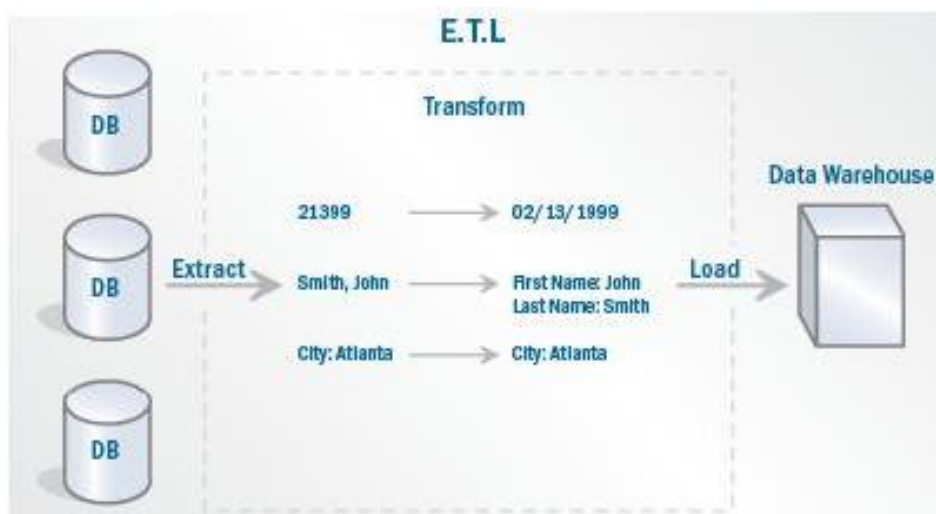 E.T.L
Transform
DB
Data Warehouse
21399
02/13/1999
DB
Extract
Smith, John
First Name: John
Last Name: Smith
Load
City: Atlanta
City: Atlanta
DB